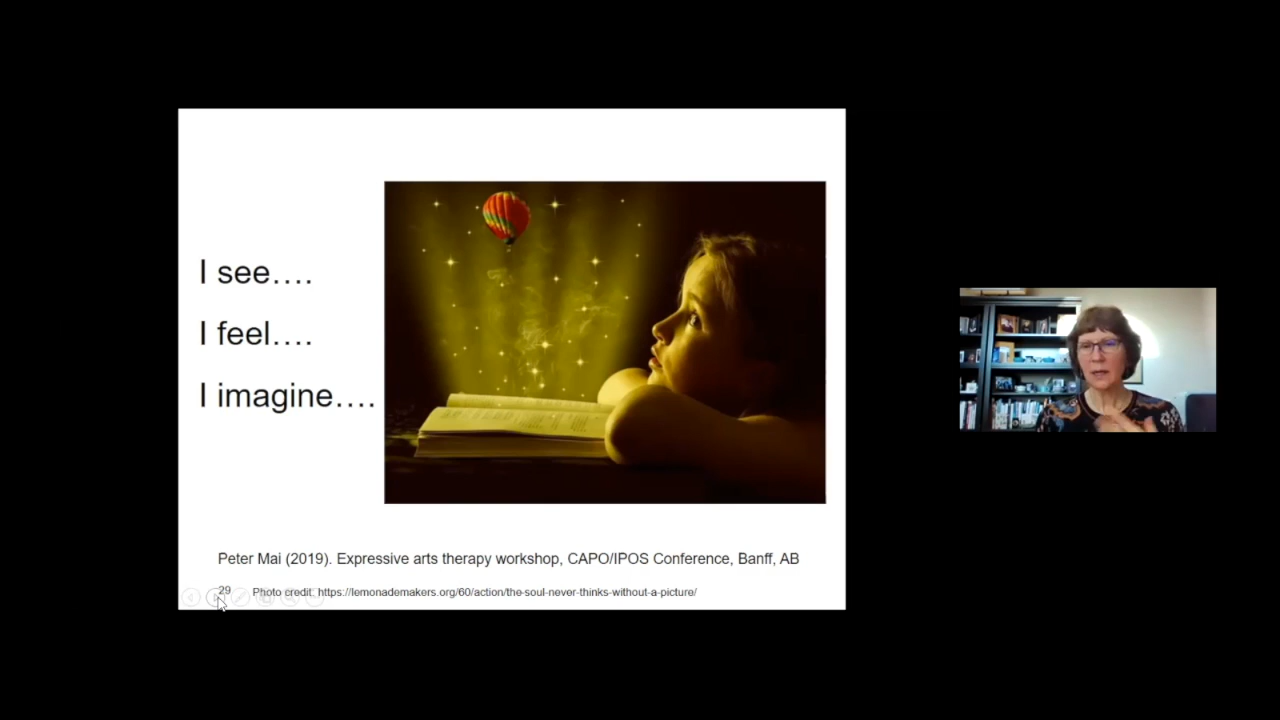 I see….
I feel….
I imagine….
Peter Mai (2019). Expressive arts therapy workshop, CAPO/IPOS Conference, Banff, AB
29
Photo credit: https://lemonademakers.org/60/action/the-soul-never-thinks-without-a-picture/